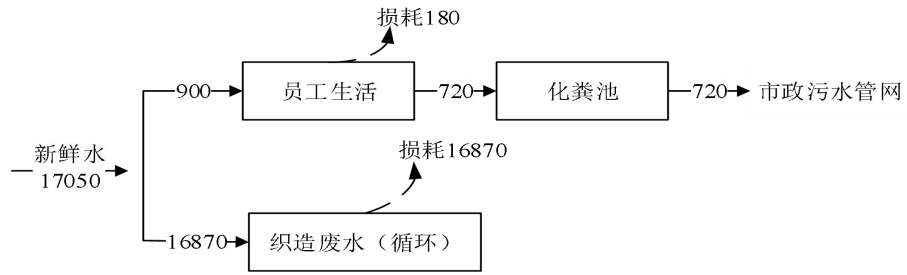 损耗180
900
员工生活
720
化粪池
720
市政污水管网
新鲜水
17050
损耗16870
16870
织造废水（循环）